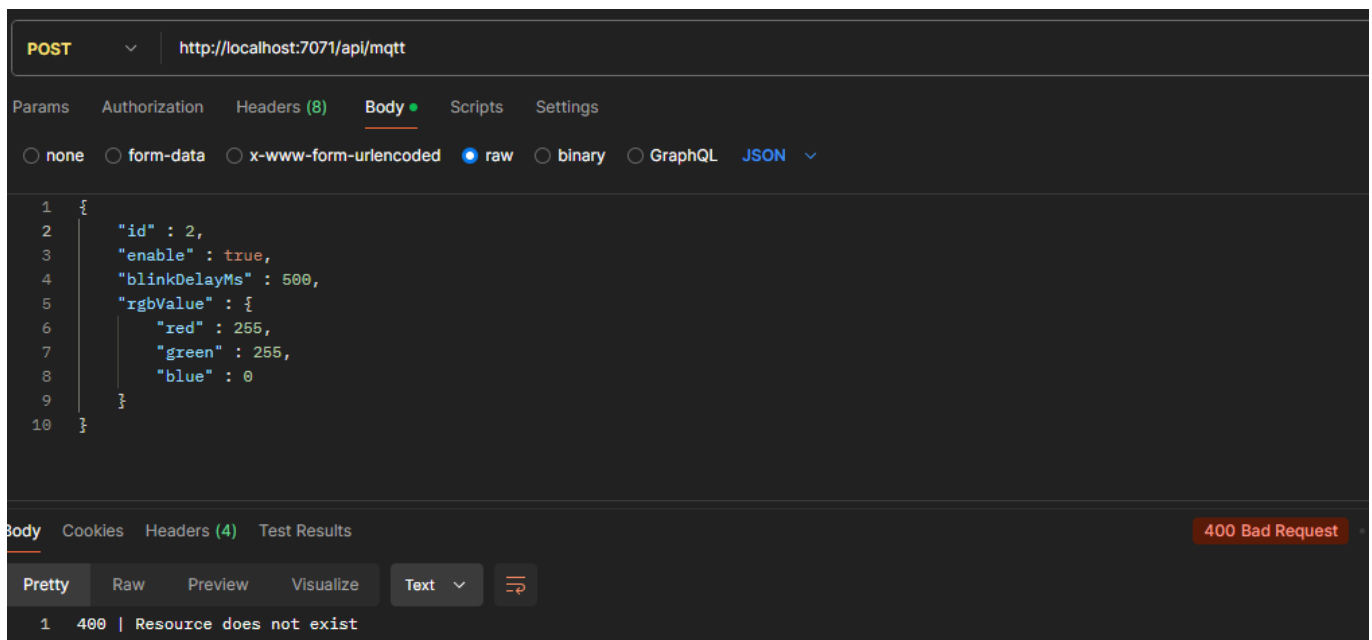 POST http://localhost:7071/api/mqtt
Params Authorization Headers (8) Body Scripts Settings
none form-data x-www-form-urlencoded raw binary GraphQL JSON
1 {
2 "id" : 2,
3 "enable" : true,
4 "blinkDelayMs" : 500,
5 "rgbValue" : {
6 "red" : 255,
7 "green" : 255,
8 "blue" : 0
9 }
10 }
Body Cookies Headers (4) Test Results 400 Bad Request
Pretty Raw Preview Visualize Text
1 400 | Resource does not exist